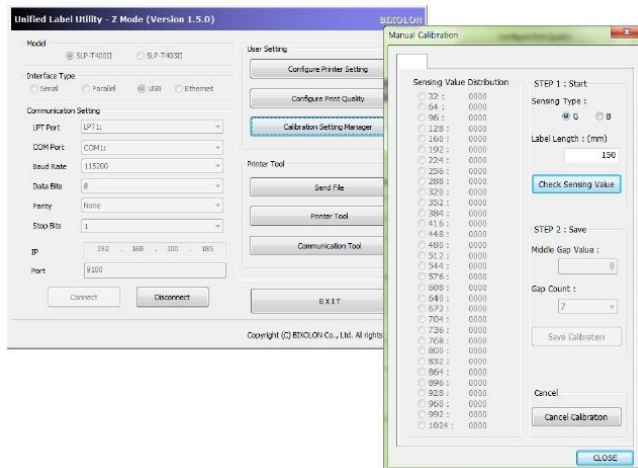 Unified Label Utility - Z Mode (Version 1.5.0)
BIXOLON
Model
SLP-T400II
SLP-T403II
Interface Type
Serial
Parallel
USB
Ethernet
Communication Setting
LPT Port
LPT1:
COM Port
COM1:
Baud Rate
115200
Data Bits
8
Parity
None
Stop Bits
1
IP
192 . 168 . 100 . 185
Port
9100
Connect
Disconnect
User Setting
Configure Printer Setting
Configure Print Quality
Calibration Setting Manager
Printer Tool
Send File
Printer Tool
Communication Tool
EXIT
Copyright (C) BIXOLON Co., Ltd. All rights
Manual Calibration
Sensing Value Distribution
32 : 0000
64 : 0000
96 : 0000
128 : 0000
160 : 0000
192 : 0000
224 : 0000
256 : 0000
288 : 0000
320 : 0000
352 : 0000
384 : 0000
416 : 0000
448 : 0000
480 : 0000
512 : 0000
544 : 0000
576 : 0000
608 : 0000
640 : 0000
672 : 0000
704 : 0000
736 : 0000
768 : 0000
800 : 0000
832 : 0000
864 : 0000
896 : 0000
928 : 0000
960 : 0000
992 : 0000
1024 : 0000
STEP 1 : Start
Sensing Type :
G
B
Label Length : (mm)
150
Check Sensing Value
STEP 2 : Save
Middle Gap Value :
0
Gap Count :
7
Save Calibration
Cancel
Cancel Calibration
CLOSE